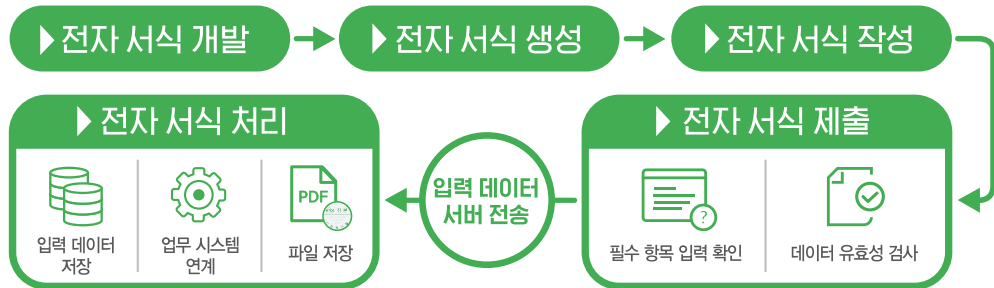 전자 서식 개발
전자 서식 생성
전자 서식 작성
전자 서식 제출
필수 항목 입력 확인
데이터 유효성 검사
입력 데이터
서버 전송
전자 서식 처리
입력 데이터
저장
업무 시스템
연계
PDF
파일 저장
?